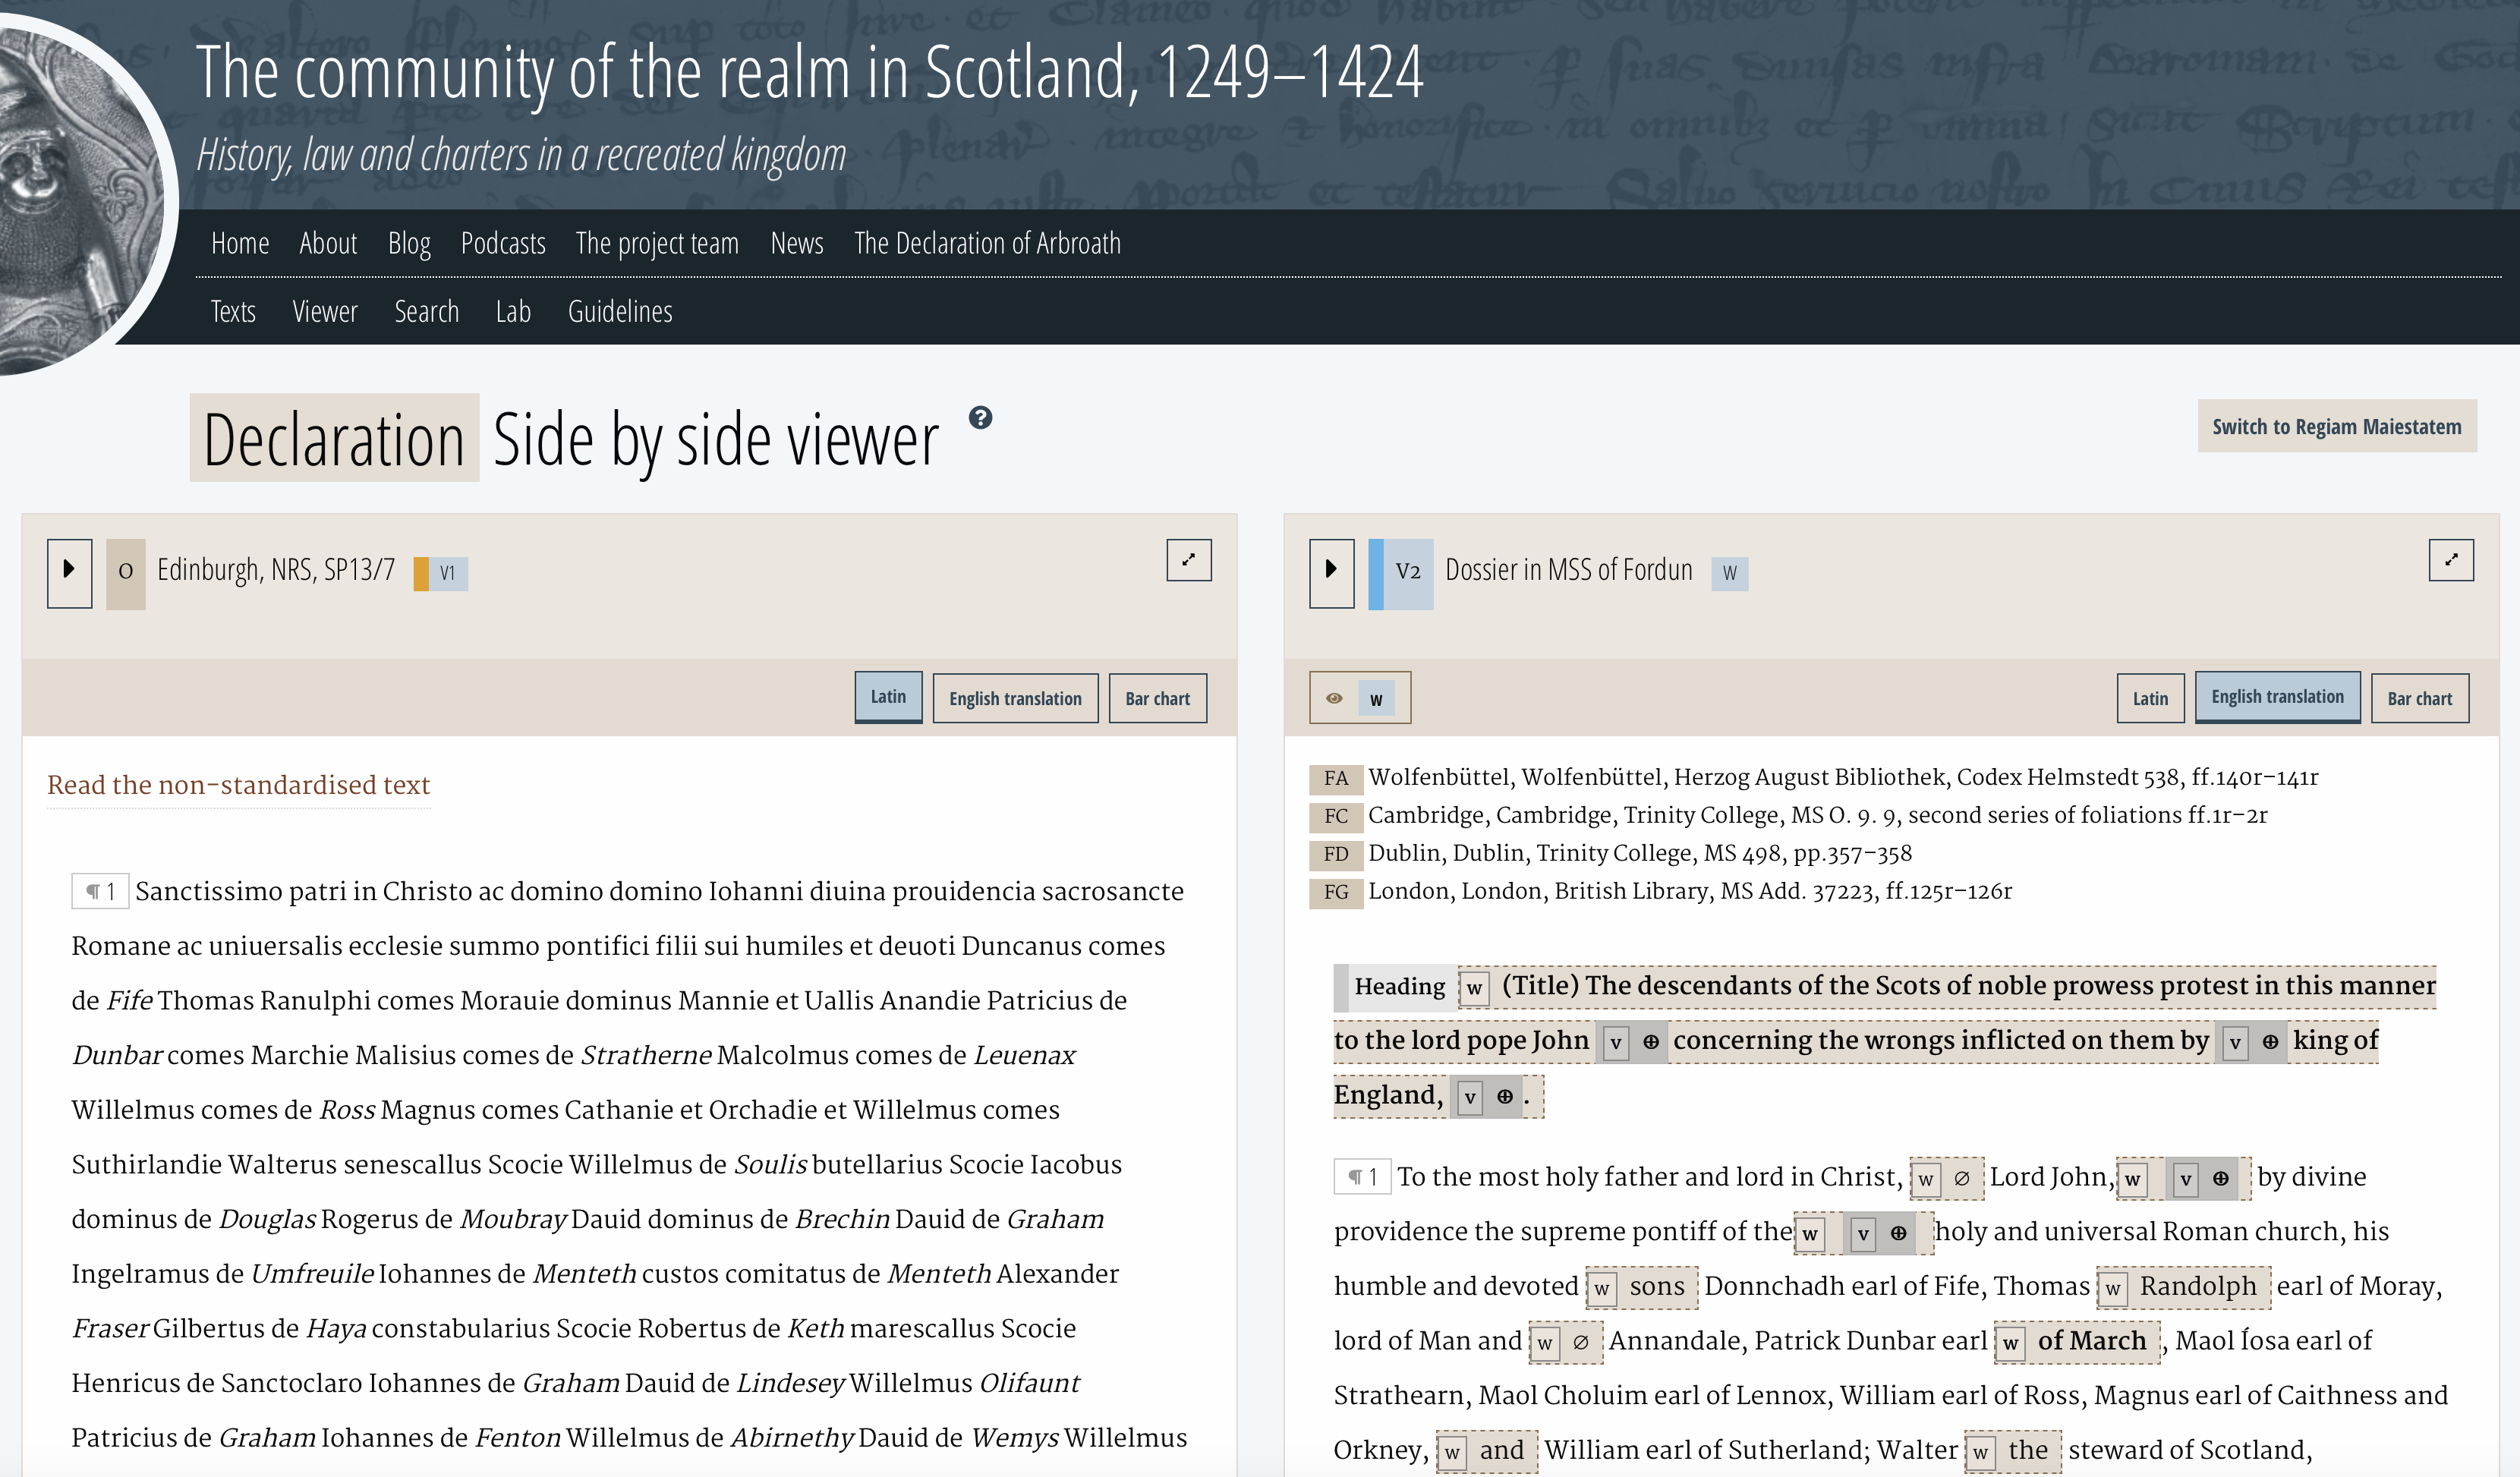 The community of the realm in Scotland, 1249–1424
History, law and charters in a recreated kingdom
Home About Blog Podcasts The project team News The Declaration of Arbroath
Texts Viewer Search Lab Guidelines
Declaration Side by side viewer ?
Switch to Regiam Maiestatem
O Edinburgh, NRS, SP13/7 V1
Latin English translation Bar chart
Read the non-standardised text
¶ 1 Sanctissimo patri in Christo ac domino domino Iohanni diuina prouidencia sacrosancte
Romane ac uniuersalis ecclesie summo pontifici filii sui humiles et deuoti Duncanus comes
de Fife Thomas Ranulphi comes Morauie dominus Mannie et Uallis Anandie Patricius de
Dunbar comes Marchie Malisius comes de Stratherne Malcolmus comes de Leuenax
Willelmus comes de Ross Magnus comes Cathanie et Orchadie et Willelmus comes
Suthirlandie Walterus senescallus Scocie Willelmus de Soulis butellarius Scocie Iacobus
dominus de Douglas Rogerus de Moubray Dauid dominus de Brechin Dauid de Graham
Ingelramus de Umfreuile Iohannes de Menteth custos comitatus de Menteth Alexander
Fraser Gilbertus de Haya constabularius Scocie Robertus de Keth marescallus Scocie
Henricus de Sanctoclaro Iohannes de Graham Dauid de Lindesey Willelmus Olifaunt
Patricius de Graham Iohannes de Fenton Willelmus de Abirnethy Dauid de Wemys Willelmus
V2 Dossier in MSS of Fordun W
W Latin English translation Bar chart
FA Wolfenbüttel, Wolfenbüttel, Herzog August Bibliothek, Codex Helmstedt 538, ff.140r–141r
FC Cambridge, Cambridge, Trinity College, MS O. 9. 9, second series of foliations ff.1r–2r
FD Dublin, Dublin, Trinity College, MS 498, pp.357–358
FG London, London, British Library, MS Add. 37223, ff.125r–126r
Heading w (Title) The descendants of the Scots of noble prowess protest in this manner
to the lord pope John v ⊕ concerning the wrongs inflicted on them by v ⊕ king of
England, v ⊕ .
¶ 1 To the most holy father and lord in Christ, w ∅ Lord John, w v ⊕ by divine
providence the supreme pontiff of the w v ⊕ holy and universal Roman church, his
humble and devoted w sons Donnchadh earl of Fife, Thomas w Randolph earl of Moray,
lord of Man and w ∅ Annandale, Patrick Dunbar earl w of March , Maol Íosa earl of
Strathearn, Maol Choluim earl of Lennox, William earl of Ross, Magnus earl of Caithness and
Orkney, w and William earl of Sutherland; Walter w the steward of Scotland,